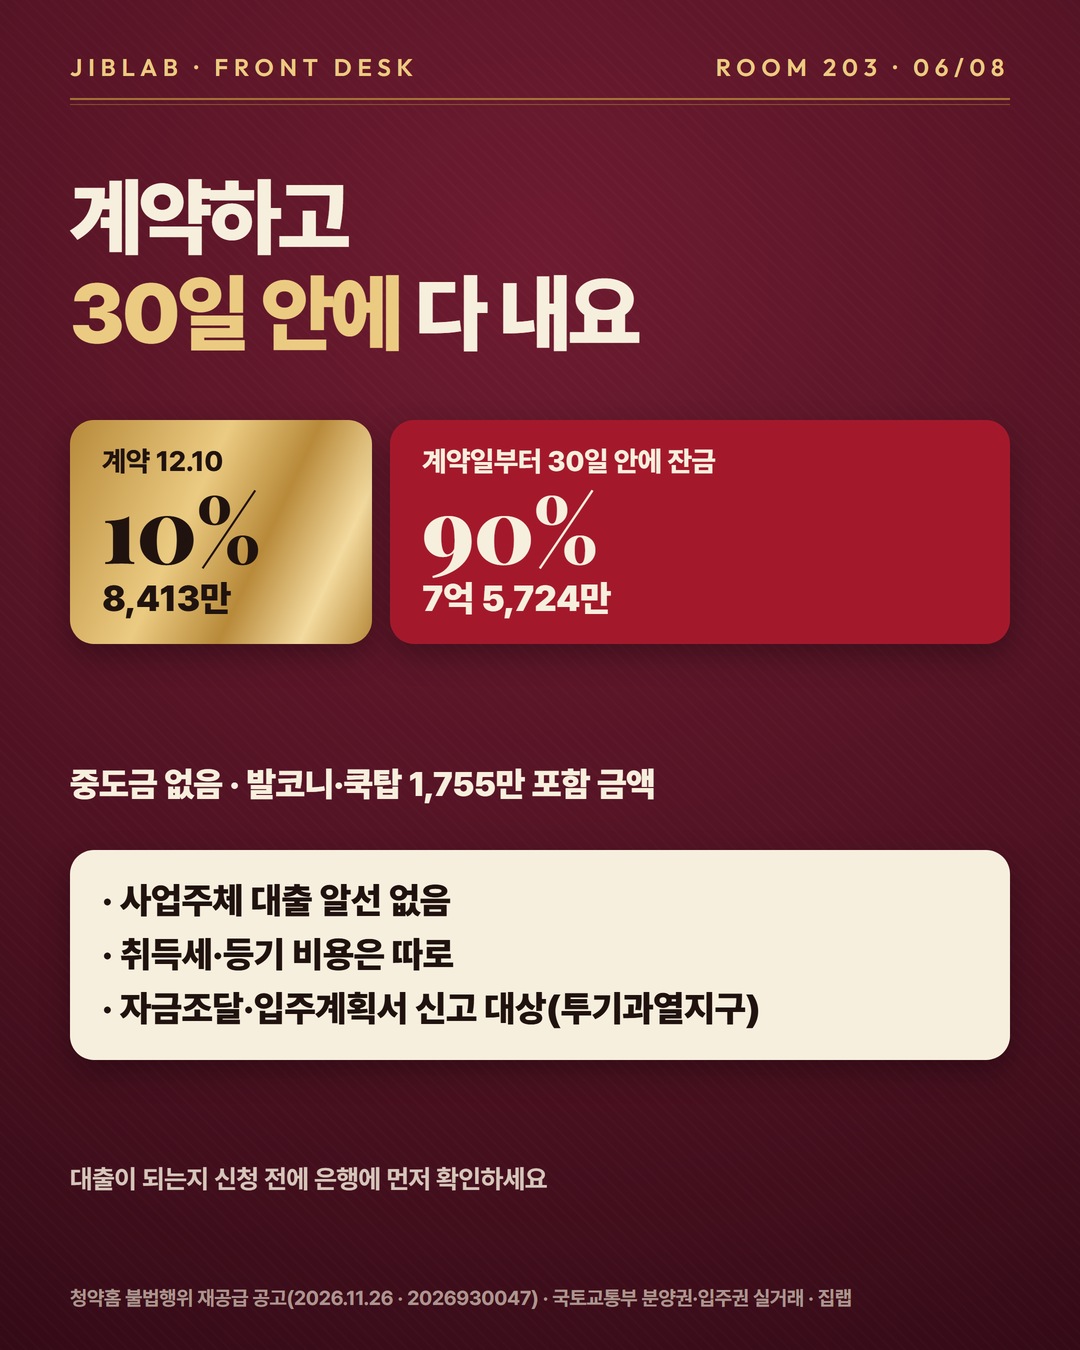 JIBLAB · FRONT DESK
ROOM 203 · 06/08
계약하고
30일 안에 다 내요
계약 12.10
10%
8,413만
계약일부터 30일 안에 잔금
90%
7억 5,724만
중도금 없음 · 발코니·쿡탑 1,755만 포함 금액
· 사업주체 대출 알선 없음
· 취득세·등기 비용은 따로
· 자금조달·입주계획서 신고 대상(투기과열지구)
대출이 되는지 신청 전에 은행에 먼저 확인하세요
청약홈 불법행위 재공급 공고(2026.11.26 · 2026930047) · 국토교통부 분양권·입주권 실거래 · 집랩